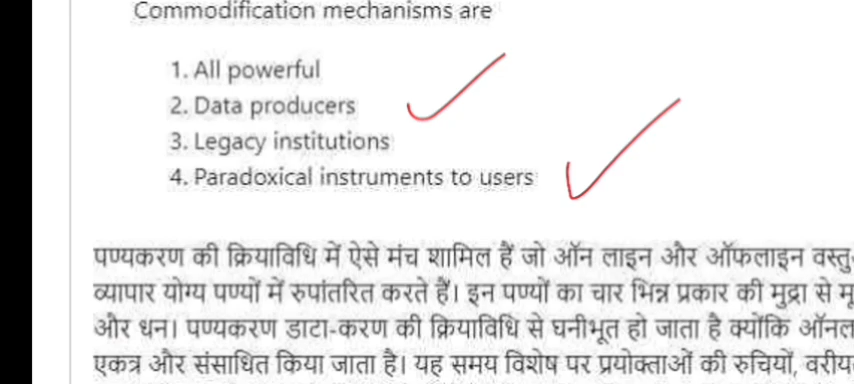 Commodification mechanisms are
1. All powerful
2. Data producers
3. Legacy institutions
4. Paradoxical instruments to users
पण्यकरण की क्रियाविधि में ऐसे मंच शामिल हैं जो ऑन लाइन और ऑफलाइन वस्तु
व्यापार योग्य पण्यों में रुपांतरित करते हैं। इन पण्यों का चार भिन्न प्रकार की मुद्रा से
और धन। पण्यकरण डाटा-करण की क्रियाविधि से घनीभूत हो जाता है क्योंकि
एकत्र और संसाधित किया जाता है। यह समय विशेष पर प्रयोक्ताओं की रुचियों,